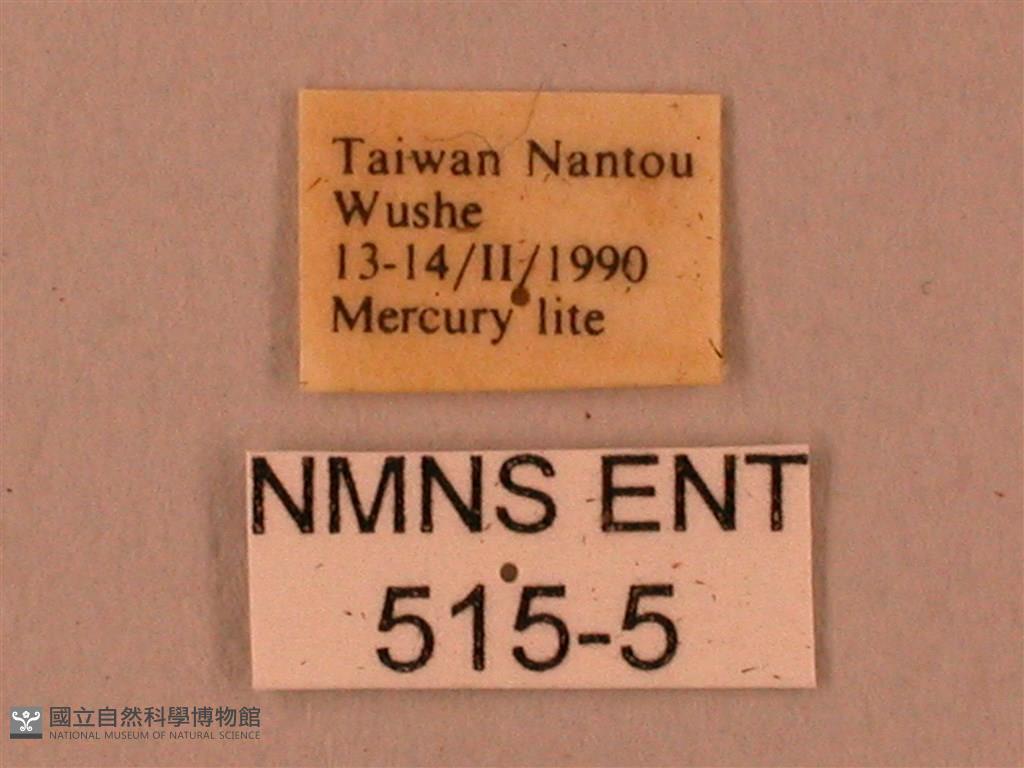 Taiwan Nantou
Wushe
13-14/II/1990
Mercury lite
NMNS ENT
515-5
國立自然科學博物館
NATIONAL MUSEUM OF NATURAL SCIENCE